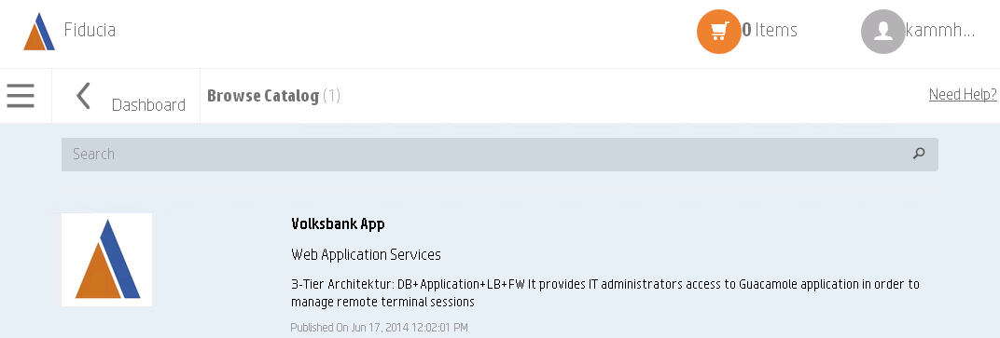 Fiducia
0 Items
kammh...
Dashboard
Browse Catalog (1)
Need Help?
Search
Volksbank App
Web Application Services
3-Tier Architektur: DB+Application+LB+FW It provides IT administrators access to Guacamole application in order to
manage remote terminal sessions
Published On Jun 17, 2014 12:02:01 PM